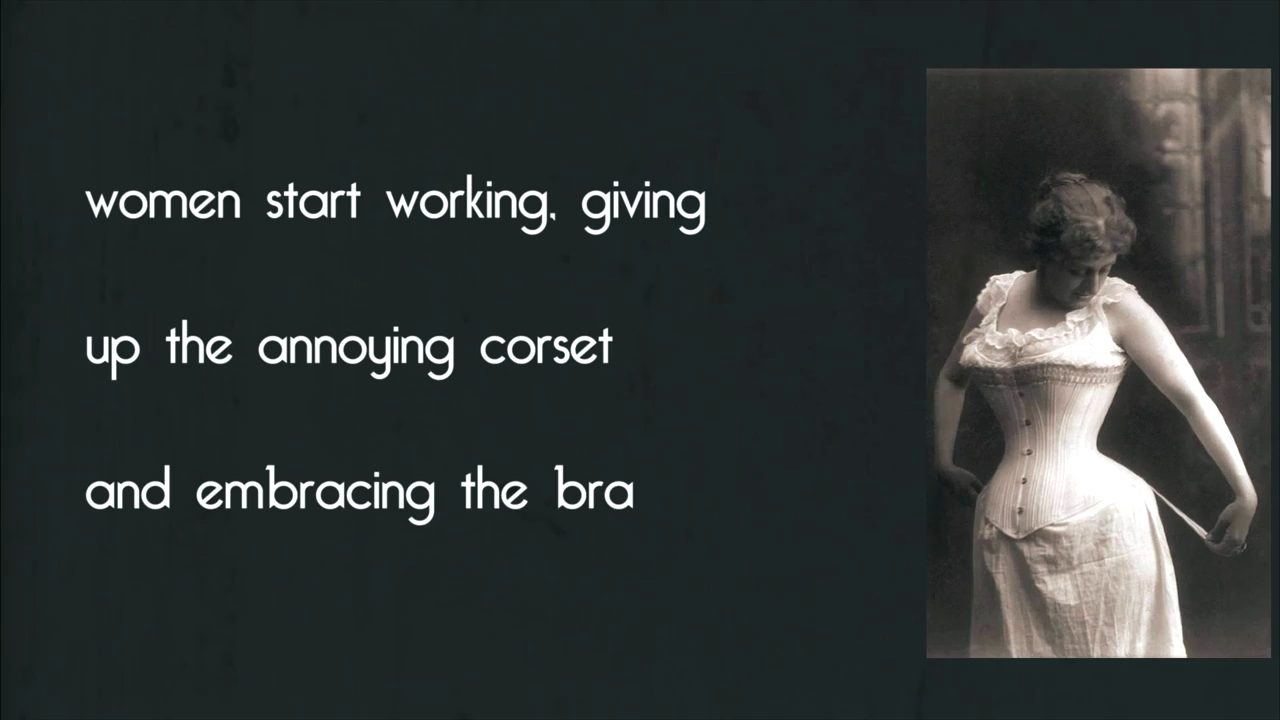 women start working, giving
up the annoying corset
and embracing the bra